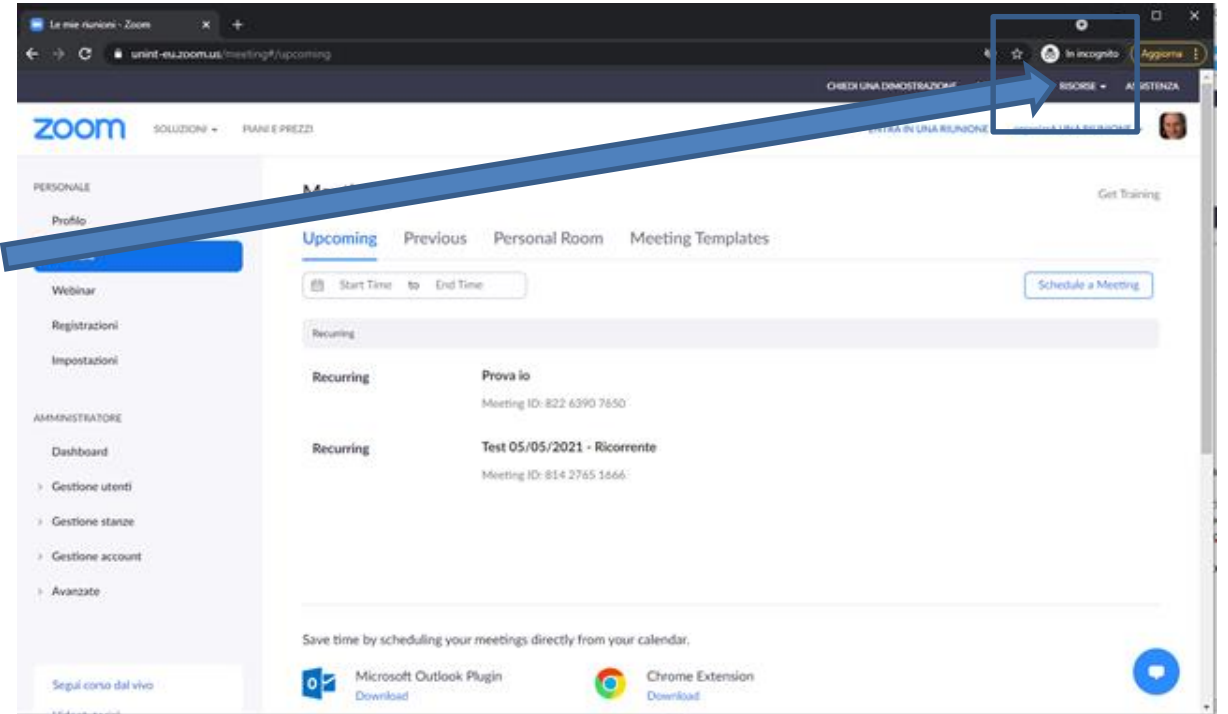 Le mie riunioni - Zoom
unint-eu.zoom.us/meeting#/upcoming
In incognito
Aggiorna
CHIEDI UNA DIMOSTRAZIONE
RISORSE
ASSISTENZA
zoom
SOLUZIONI
PIANI E PREZZI
ENTRA IN UNA RIUNIONE
UNA RIUNIONE
PERSONALE
Get Training
Profilo
Upcoming Previous Personal Room Meeting Templates
Webinar
Start Time to End Time
Schedule a Meeting
Registrazioni
Recurring
Impostazioni
Recurring Prova io
Meeting ID: 822 6390 7650
AMMINISTRATORE
Dashboard
Recurring Test 05/05/2021 - Ricorrente
Meeting ID: 814 2765 1666
Gestione utenti
Gestione stanze
Gestione account
Avanzate
Save time by scheduling your meetings directly from your calendar.
Segui corso dal vivo
Microsoft Outlook Plugin
Download
Chrome Extension
Download